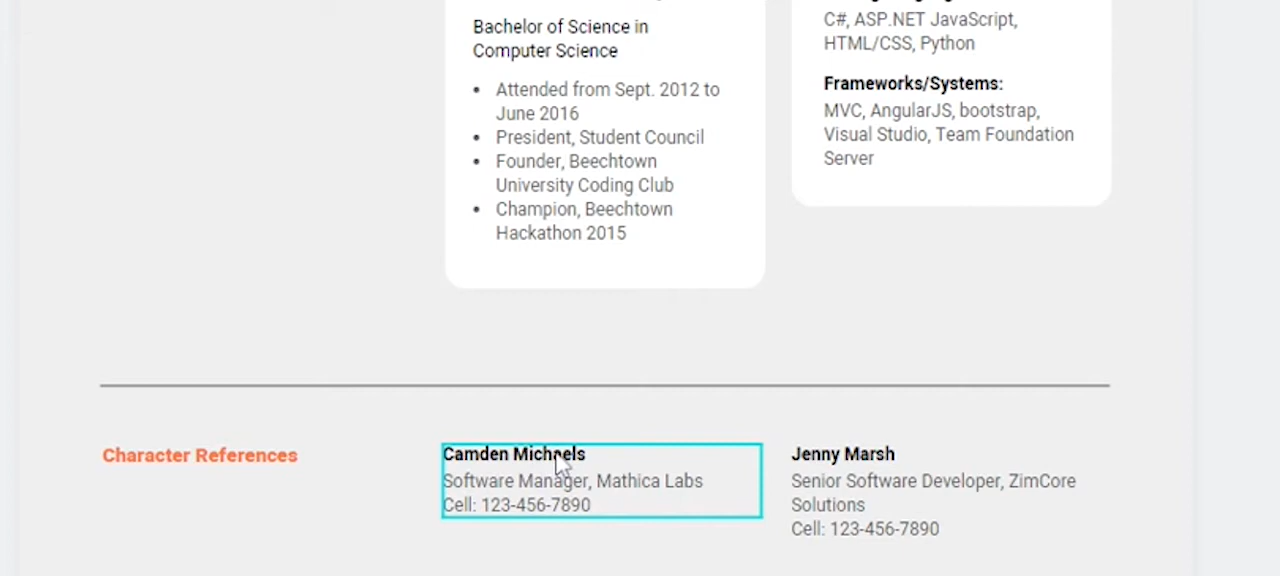 Bachelor of Science in
Computer Science
• Attended from Sept. 2012 to
June 2016
• President, Student Council
• Founder, Beechtown
University Coding Club
• Champion, Beechtown
Hackathon 2015
C#, ASP.NET JavaScript,
HTML/CSS, Python
Frameworks/Systems:
MVC, AngularJS, bootstrap,
Visual Studio, Team Foundation
Server
Character References
Camden Michaels
Software Manager, Mathica Labs
Cell: 123-456-7890
Jenny Marsh
Senior Software Developer, ZimCore
Solutions
Cell: 123-456-7890